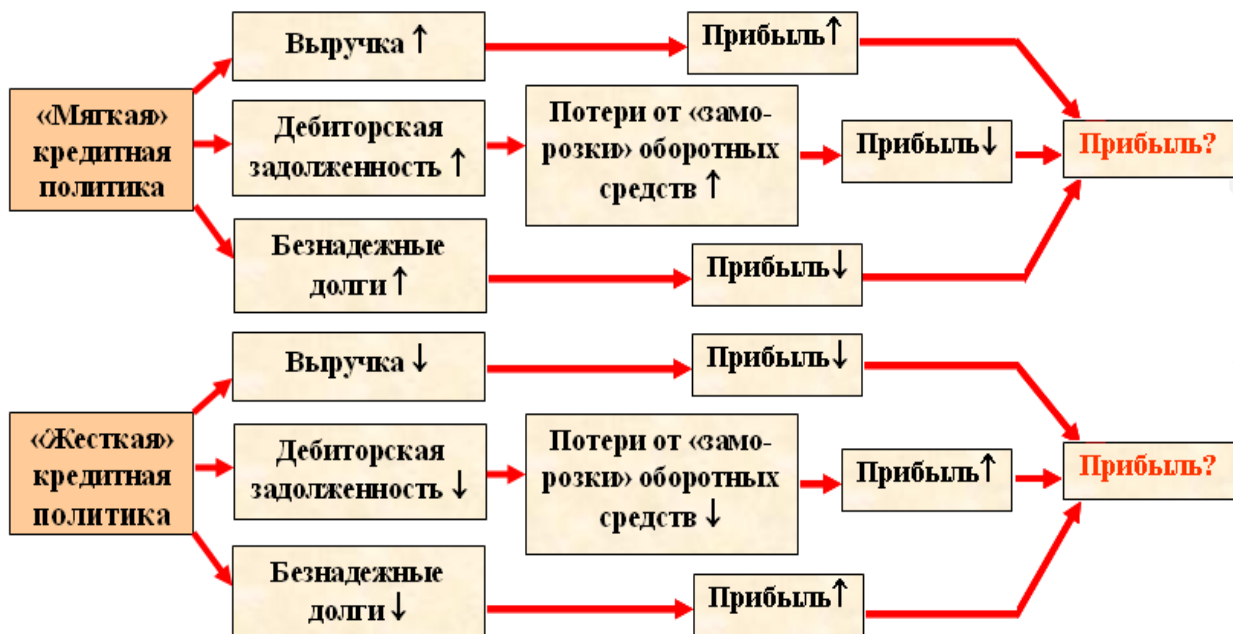 «Мягкая»
кредитная
политика
Выручка ↑
Прибыль↑
Дебиторская
задолженность ↑
Потери от «замо-
розки» оборотных
средств ↑
Прибыль↓
Безнадежные
долги ↑
Прибыль↓
Прибыль?
«Жесткая»
кредитная
политика
Выручка ↓
Прибыль↓
Дебиторская
задолженность ↓
Потери от «замо-
розки» оборотных
средств ↓
Прибыль↑
Безнадежные
долги ↓
Прибыль↑
Прибыль?